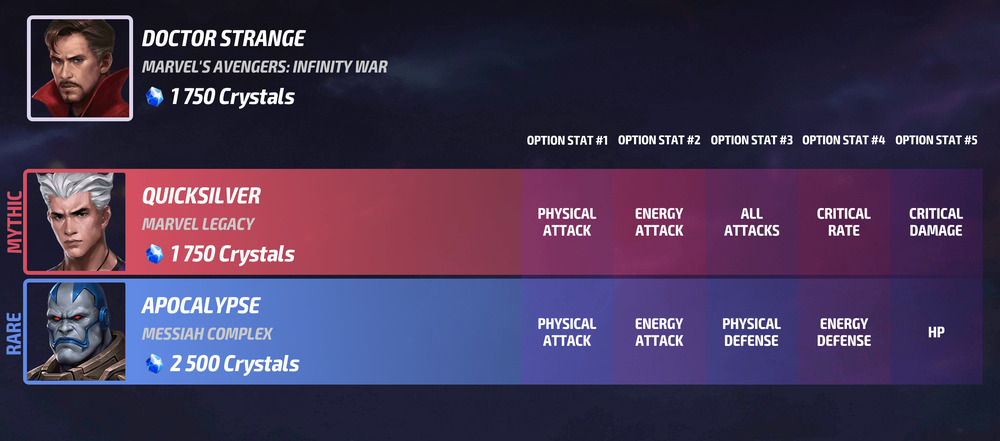 DOCTOR STRANGE
MARVEL'S AVENGERS: INFINITY WAR
1 750 Crystals
OPTION STAT #1 OPTION STAT #2 OPTION STAT #3 OPTION STAT #4 OPTION STAT #5
MYTHIC
QUICKSILVER
MARVEL LEGACY
1 750 Crystals
PHYSICAL ATTACK
ENERGY ATTACK
ALL ATTACKS
CRITICAL RATE
CRITICAL DAMAGE
RARE
APOCALYPSE
MESSIAH COMPLEX
2 500 Crystals
PHYSICAL ATTACK
ENERGY ATTACK
PHYSICAL DEFENSE
ENERGY DEFENSE
HP